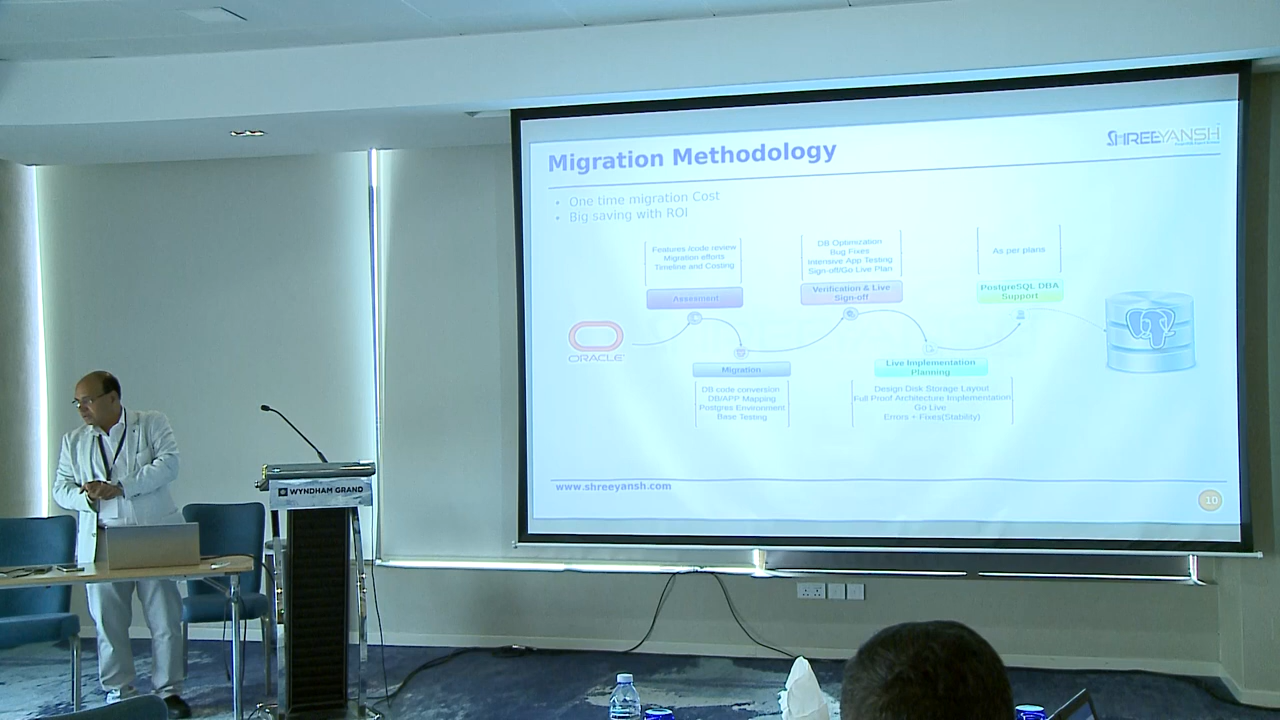 Migration Methodology
SHREEYANSH
• One time migration Cost
• Big saving with ROI
Features /code review
Migration efforts
Timeline and Costing
Assesment
DB Optimization
Bug Fixes
Intensive App Testing
Sign-off/Go Live Plan
Verification & Live
Sign-off
As per plans
PostgreSQL DBA
Support
ORACLE
Migration
DB code conversion
DB/APP Mapping
Postgres Environment
Base Testing
Live Implementation
Planning
Design Disk Storage Layout
Full Proof Architecture Implementation
Go Live
Errors + Fixes(Stability)
www.shreeyansh.com
10
WYNDHAM GRAND